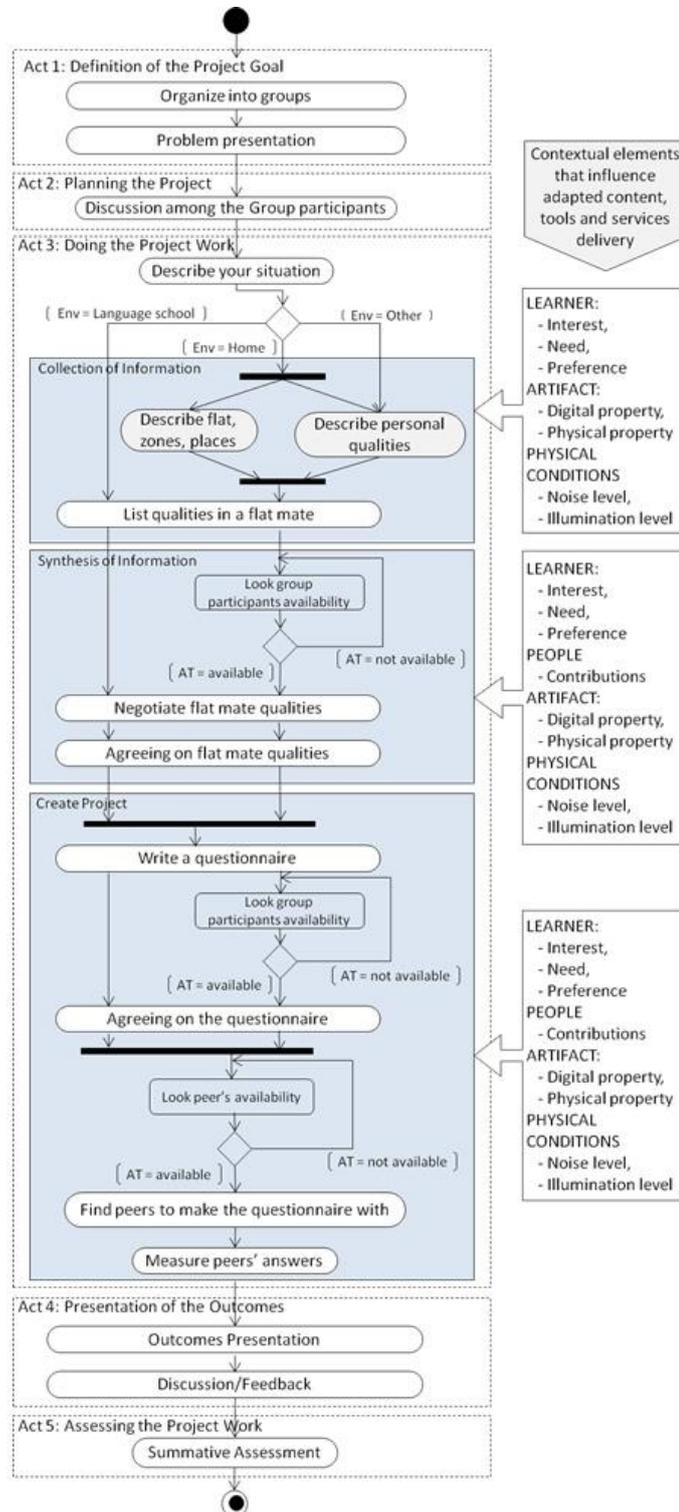 Act 1: Definition of the Project Goal
Organize into groups
Problem presentation
Act 2: Planning the Project
Discussion among the Group participants
Act 3: Doing the Project Work
Describe your situation
{ Env = Language school }
{ Env = Other }
{ Env = Home }
Collection of Information
Describe flat,
zones, places
Describe personal
qualities
List qualities in a flat mate
Synthesis of Information
Look group
participants availability
{ AT = available }
{ AT = not available }
Negotiate flat mate qualities
Agreeing on flat mate qualities
Create Project
Write a questionnaire
Look group
participants availability
{ AT = available }
{ AT = not available }
Agreeing on the questionnaire
Look peer's availability
{ AT = available }
{ AT = not available }
Find peers to make the questionnaire with
Measure peers' answers
Act 4: Presentation of the Outcomes
Outcomes Presentation
Discussion/Feedback
Act 5: Assessing the Project Work
Summative Assessment
Contextual elements
that influence
adapted content,
tools and services
delivery
LEARNER:
- Interest,
- Need,
- Preference
ARTIFACT:
- Digital property,
- Physical property
PHYSICAL
CONDITIONS
- Noise level,
- Illumination level
LEARNER:
- Interest,
- Need,
- Preference
PEOPLE
- Contributions
ARTIFACT:
- Digital property,
- Physical property
PHYSICAL
CONDITIONS
- Noise level,
- Illumination level
LEARNER:
- Interest,
- Need,
- Preference
PEOPLE
- Contributions
ARTIFACT:
- Digital property,
- Physical property
PHYSICAL
CONDITIONS
- Noise level,
- Illumination level